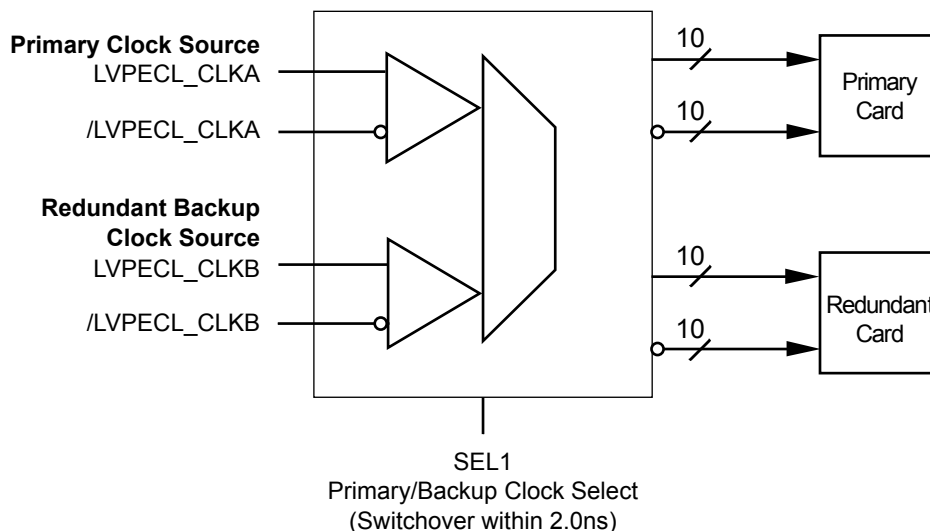 Primary Clock Source
LVPECL_CLKA
/LVPECL_CLKA
Redundant Backup
Clock Source
LVPECL_CLKB
/LVPECL_CLKB
10
10
Primary
Card
10
10
Redundant
Card
SEL1
Primary/Backup Clock Select
(Switchover within 2.0ns)